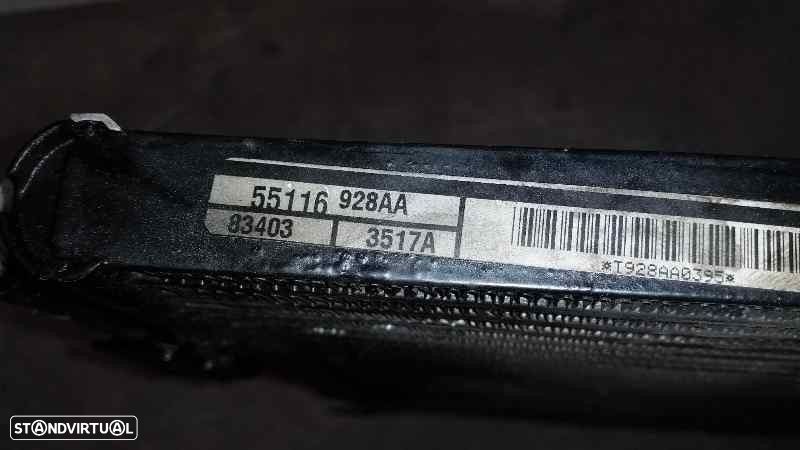 55116 928AA
83403 3517A
*T928AA0395*
STANDVIRTUAL